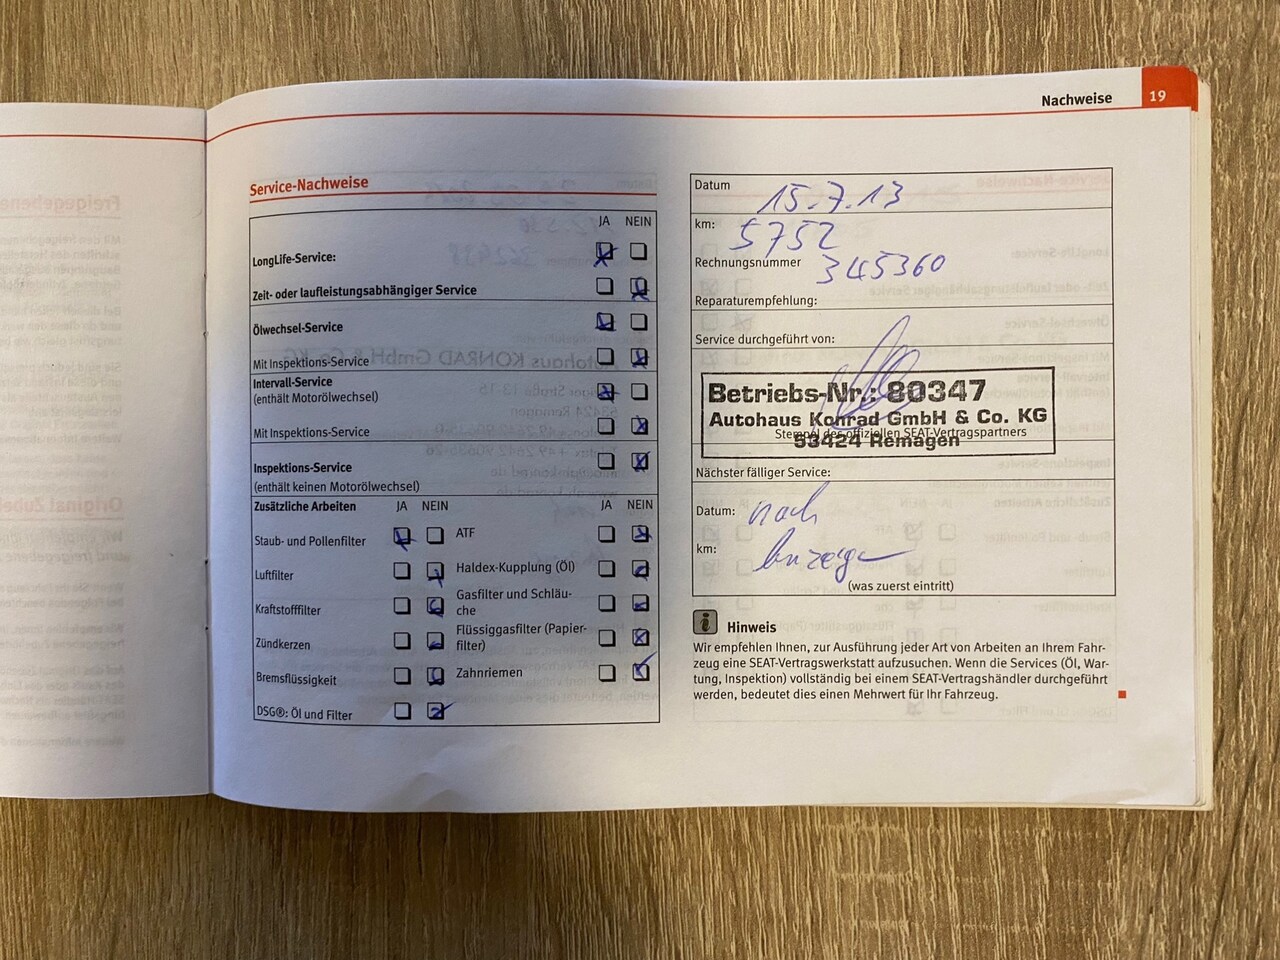 Nachweise 19
Service-Nachweise
JA NEIN
LongLife-Service:
Zeit- oder laufleistungsabhängiger Service
Ölwechsel-Service
Mit Inspektions-Service
Intervall-Service
(enthält Motorölwechsel)
Mit Inspektions-Service
Inspektions-Service
(enthält keinen Motorölwechsel)
Zusätzliche Arbeiten JA NEIN JA NEIN
Staub- und Pollenfilter ATF
Luftfilter Haldex-Kupplung (Öl)
Kraftstofffilter Gasfilter und Schläu-
che
Zündkerzen Flüssiggasfilter (Papier-
filter)
Bremsflüssigkeit Zahnriemen
DSG®: Öl und Filter
Datum 15.7.13
km: 5752
Rechnungsnummer 345360
Reparaturempfehlung:
Service durchgeführt von:
Betriebs-Nr.: 80347
Autohaus Konrad GmbH & Co. KG
Stempel des offiziellen SEAT-Vertragspartners
53424 Remagen
Nächster fälliger Service:
Datum: nach
km: Anzeige
(was zuerst eintritt)
Hinweis
Wir empfehlen Ihnen, zur Ausführung jeder Art von Arbeiten an Ihrem Fahr-
zeug eine SEAT-Vertragswerkstatt aufzusuchen. Wenn die Services (Öl, War-
tung, Inspektion) vollständig bei einem SEAT-Vertragshändler durchgeführt
werden, bedeutet dies einen Mehrwert für Ihr Fahrzeug.